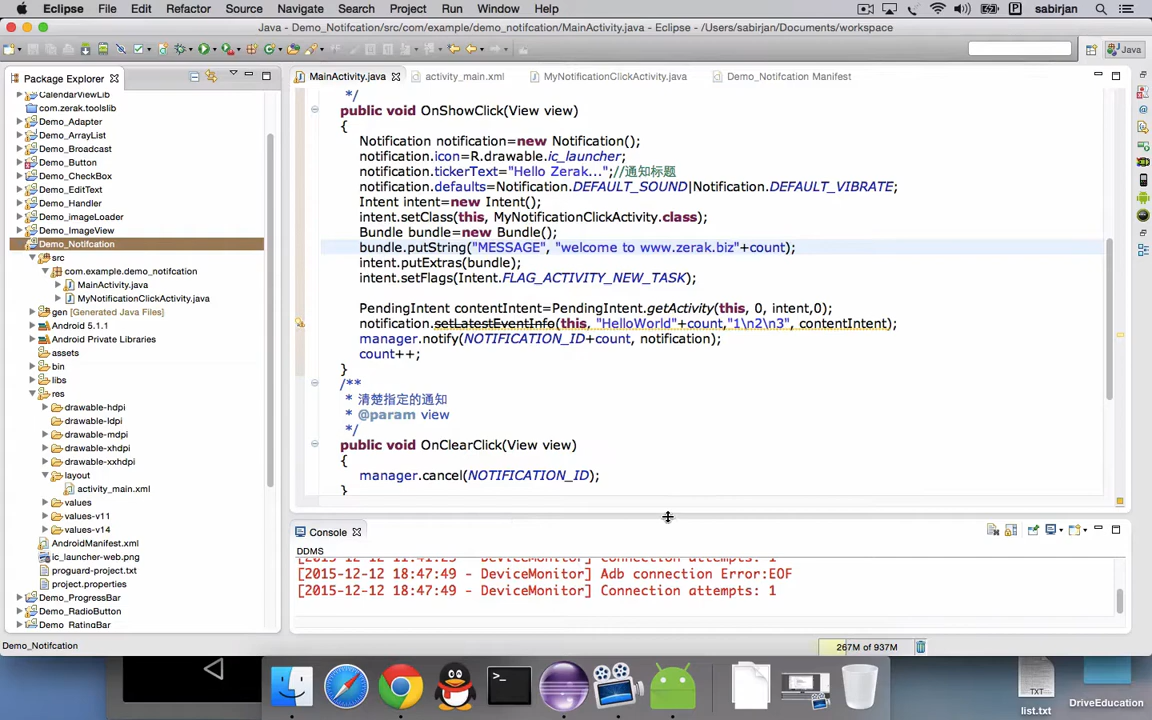 Eclipse File Edit Refactor Source Navigate Search Project Run Window Help sabirjan
Java - Demo_Notifcation/src/com/example/demo_notifcation/MainActivity.java - Eclipse - /Users/sabirjan/Documents/workspace
Java
Package Explorer
MainActivity.java activity_main.xml MyNotificationClickActivity.java Demo_Notifcation Manifest
CalendarViewLib
com.zerak.toolslib
Demo_Adapter
Demo_ArrayList
Demo_Broadcast
Demo_Button
Demo_CheckBox
Demo_EditText
Demo_Handler
Demo_imageLoader
Demo_ImageView
Demo_Notifcation
src
com.example.demo_notifcation
MainActivity.java
MyNotificationClickActivity.java
gen [Generated Java Files]
Android 5.1.1
Android Private Libraries
assets
bin
libs
res
drawable-hdpi
drawable-ldpi
drawable-mdpi
drawable-xhdpi
drawable-xxhdpi
layout
activity_main.xml
values
values-v11
values-v14
AndroidManifest.xml
ic_launcher-web.png
proguard-project.txt
project.properties
Demo_ProgressBar
Demo_RadioButton
Demo_RatingBar
*/
public void OnShowClick(View view)
{
Notification notification=new Notification();
notification.icon=R.drawable.ic_launcher;
notification.tickerText="Hello Zerak...";//通知标题
notification.defaults=Notification.DEFAULT_SOUND|Notification.DEFAULT_VIBRATE;
Intent intent=new Intent();
intent.setClass(this, MyNotificationClickActivity.class);
Bundle bundle=new Bundle();
bundle.putString("MESSAGE", "welcome to www.zerak.biz"+count);
intent.putExtras(bundle);
intent.setFlags(Intent.FLAG_ACTIVITY_NEW_TASK);
PendingIntent contentIntent=PendingIntent.getActivity(this, 0, intent,0);
notification.setLatestEventInfo(this, "HelloWorld"+count,"1\n2\n3", contentIntent);
manager.notify(NOTIFICATION_ID+count, notification);
count++;
}
/**
* 清楚指定的通知
* @param view
*/
public void OnClearClick(View view)
{
manager.cancel(NOTIFICATION_ID);
}
Console
DDMS
[2015-12-12 18:47:49 - DeviceMonitor] Adb connection Error:EOF
[2015-12-12 18:47:49 - DeviceMonitor] Connection attempts: 1
Demo_Notifcation
267M of 937M
TXT
list.txt
DriveEducation